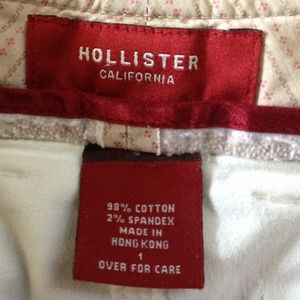 HOLLISTER
CALIFORNIA
98% COTTON
2% SPANDEX
MADE IN
HONG KONG
1
OVER FOR CARE